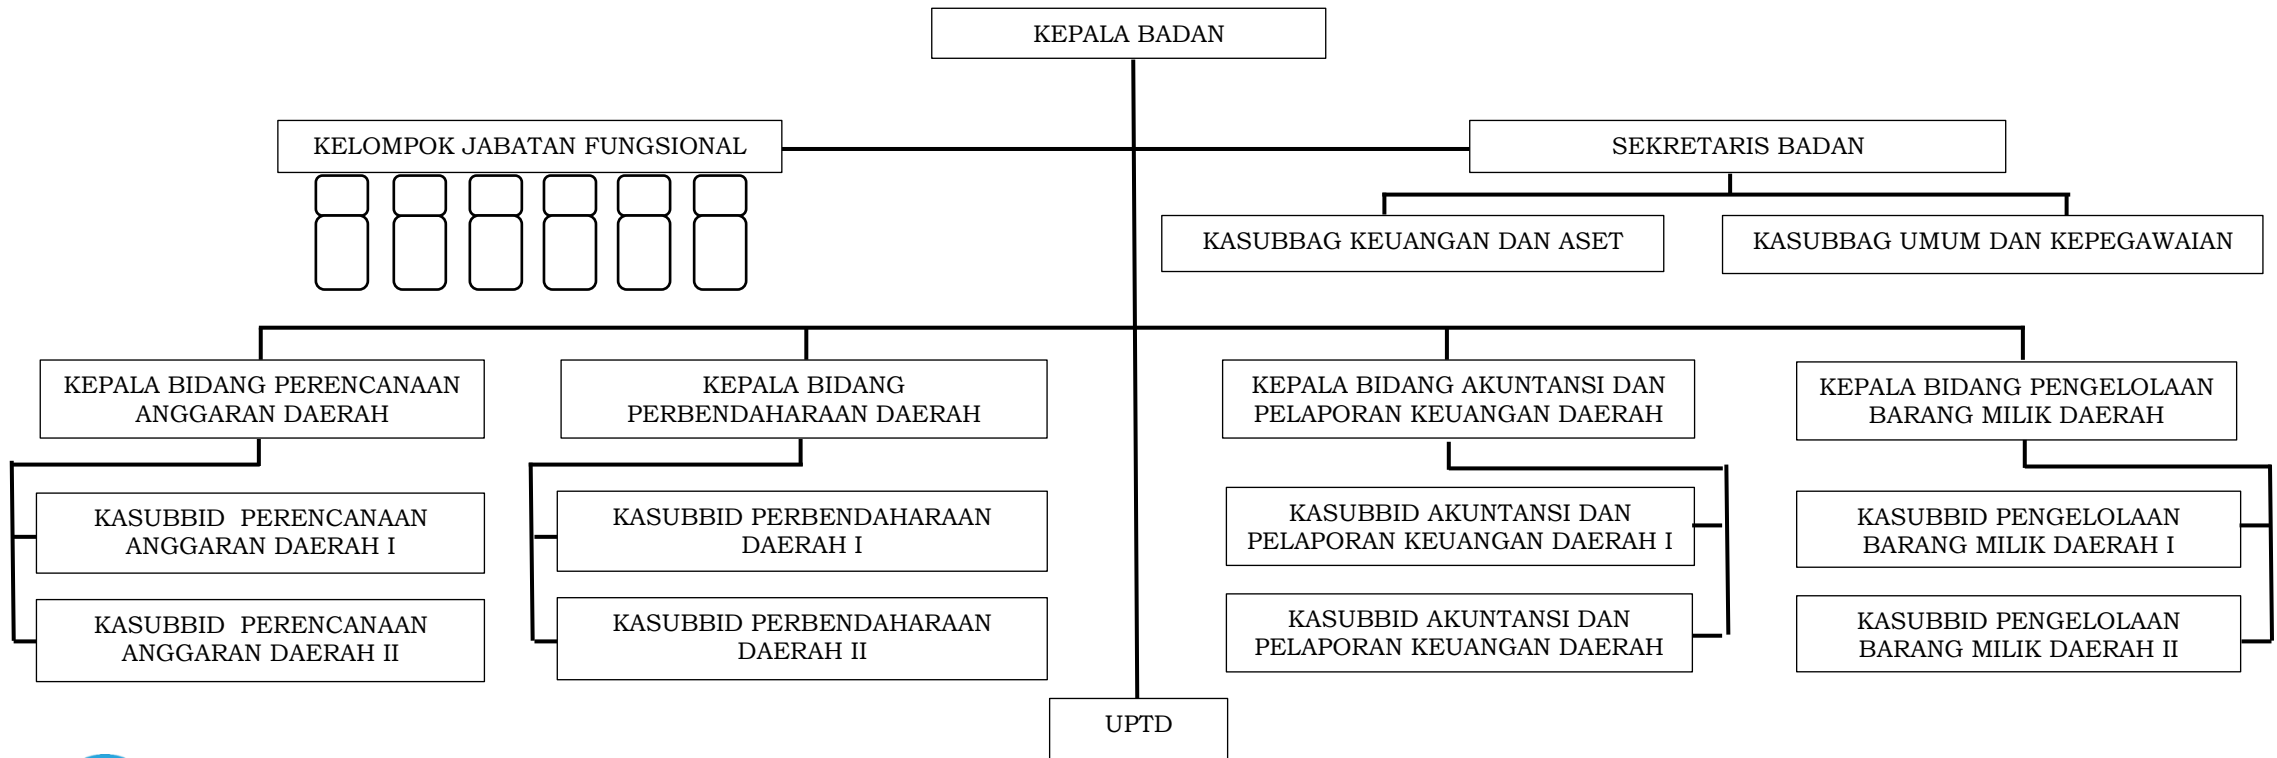 KEPALA BADAN
KELOMPOK JABATAN FUNGSIONAL
SEKRETARIS BADAN
KASUBBAG KEUANGAN DAN ASET
KASUBBAG UMUM DAN KEPEGAWAIAN
KEPALA BIDANG PERENCANAAN
ANGGARAN DAERAH
KEPALA BIDANG
PERBENDAHARAAN DAERAH
KEPALA BIDANG AKUNTANSI DAN
PELAPORAN KEUANGAN DAERAH
KEPALA BIDANG PENGELOLAAN
BARANG MILIK DAERAH
KASUBBID  PERENCANAAN
ANGGARAN DAERAH I
KASUBBID PERBENDAHARAAN
DAERAH I
KASUBBID AKUNTANSI DAN
PELAPORAN KEUANGAN DAERAH I
KASUBBID PENGELOLAAN
BARANG MILIK DAERAH I
KASUBBID  PERENCANAAN
ANGGARAN DAERAH II
KASUBBID PERBENDAHARAAN
DAERAH II
KASUBBID AKUNTANSI DAN
PELAPORAN KEUANGAN DAERAH
KASUBBID PENGELOLAAN
BARANG MILIK DAERAH II
UPTD